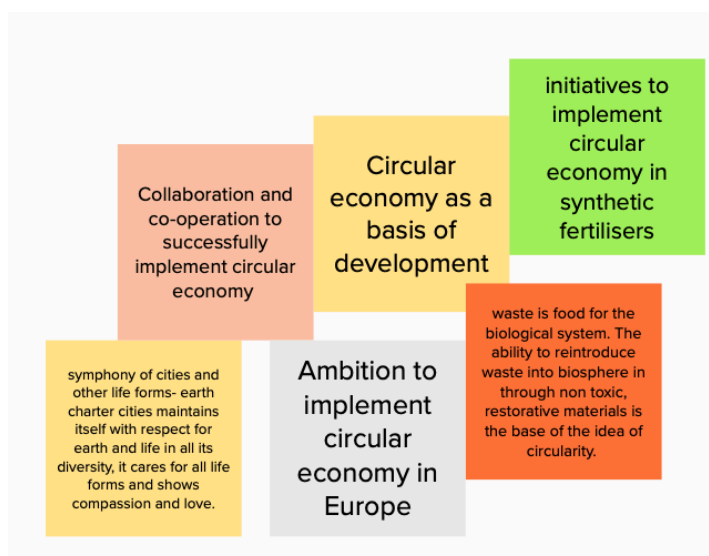 initiatives to
implement
circular
economy in
synthetic
fertilisers
Circular
economy as a
basis of
development
Collaboration and
co-operation to
successfully
implement circular
economy
waste is food for the
biological system. The
ability to reintroduce
waste into biosphere in
through non toxic,
restorative materials is
the base of the idea of
circularity.
symphony of cities and
other life forms- earth
charter cities maintains
itself with respect for
earth and life in all its
diversity, it cares for all life
forms and shows
compassion and love.
Ambition to
implement
circular
economy in
Europe